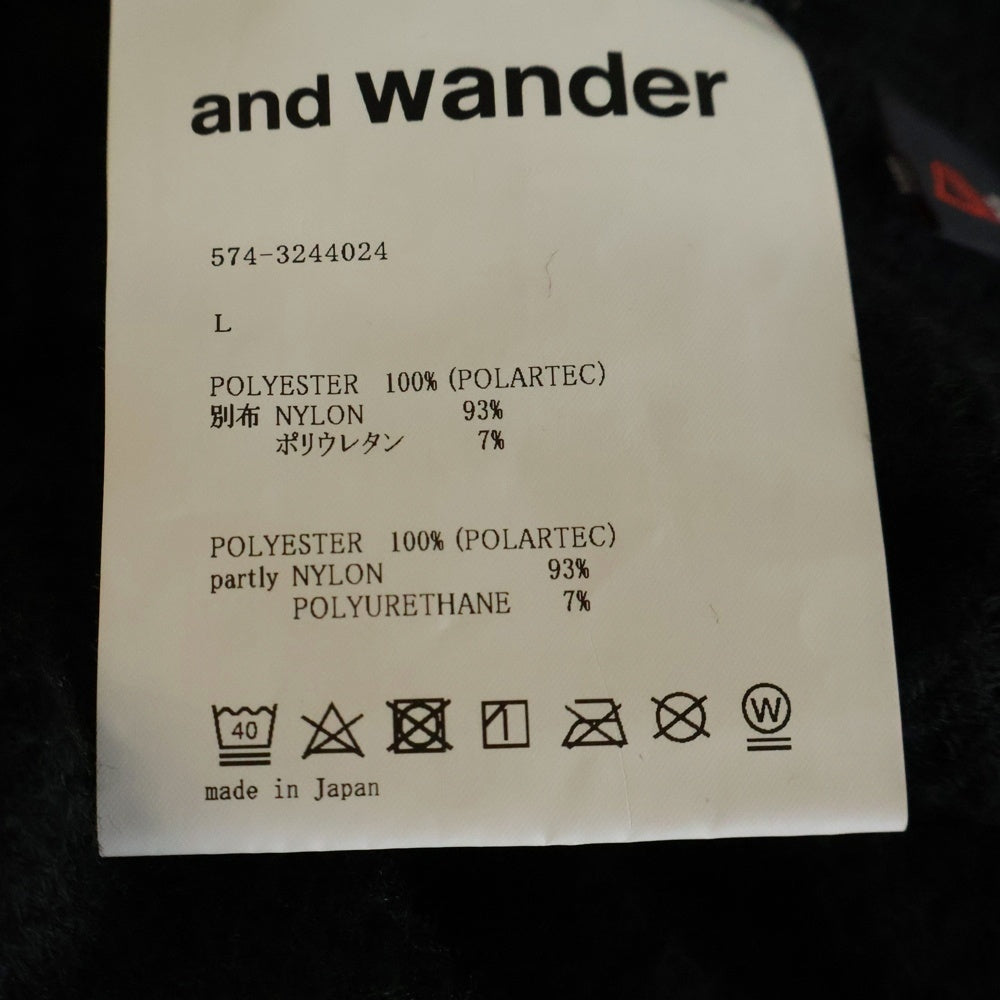 and wander
574-3244024
L
POLYESTER 100% (POLARTEC)
別布 NYLON 93%
ポリウレタン 7%
POLYESTER 100% (POLARTEC)
partly NYLON 93%
POLYURETHANE 7%
40 W
made in Japan